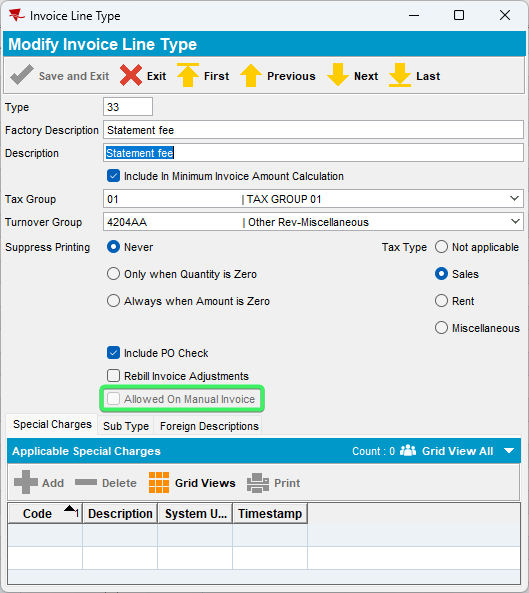 Invoice Line Type
Modify Invoice Line Type
Save and Exit Exit First Previous Next Last
Type 33
Factory Description Statement fee
Description Statement fee
Include In Minimum Invoice Amount Calculation
Tax Group 01 | TAX GROUP 01
Turnover Group 4204AA | Other Rev-Miscellaneous
Suppress Printing Never Tax Type Not applicable
Only when Quantity is Zero Sales
Always when Amount is Zero Rent
Miscellaneous
Include PO Check
Rebill Invoice Adjustments
Allowed On Manual Invoice
Special Charges Sub Type Foreign Descriptions
Applicable Special Charges Count : 0 Grid View All
Add Delete Grid Views Print
Code 1 Description System U... Timestamp